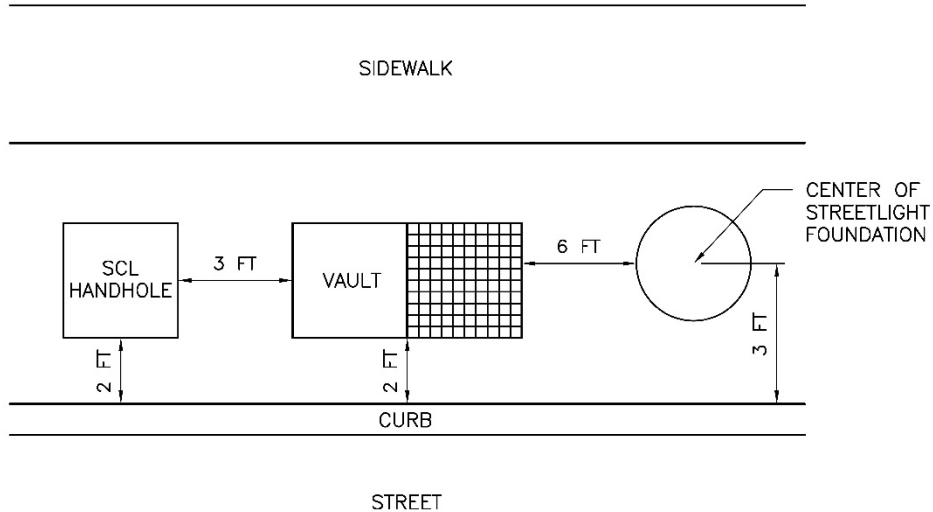 SIDEWALK
CENTER OF
STREETLIGHT
FOUNDATION
SCL
HANDHOLE
3 FT
VAULT
6 FT
2 FT
2 FT
3 FT
CURB
STREET